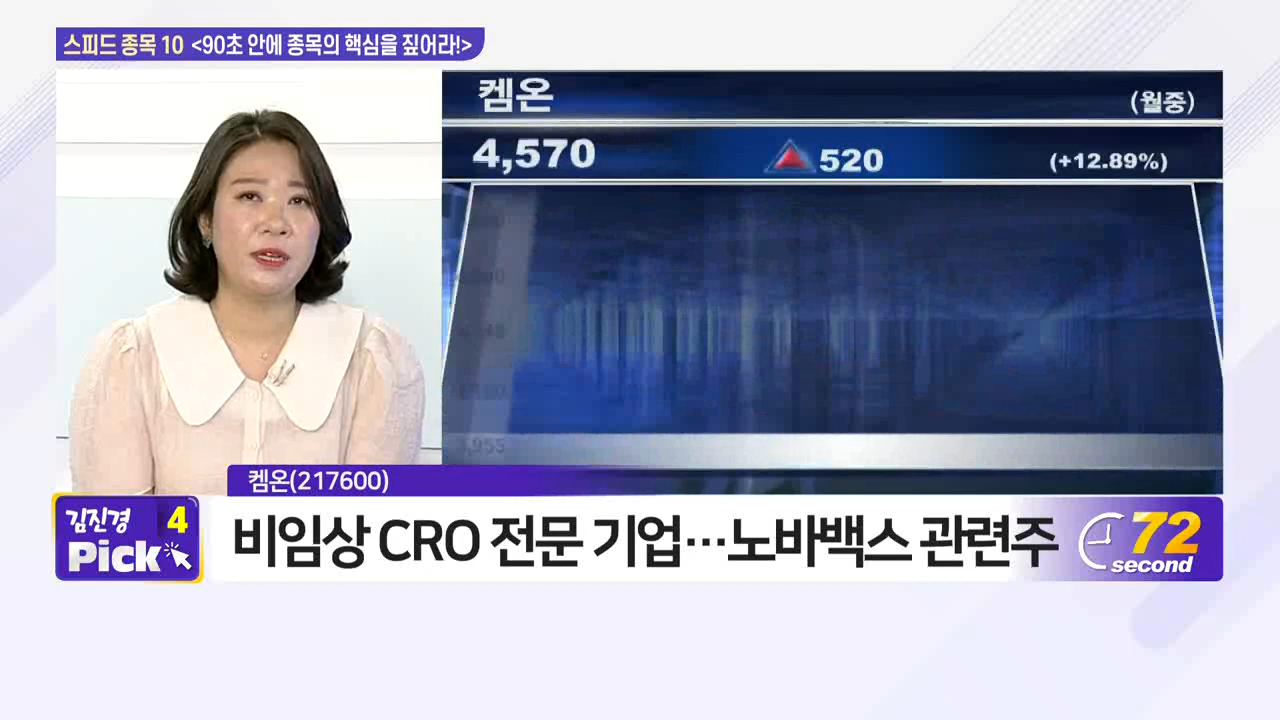 스피드 종목 10 <90초 안에 종목의 핵심을 짚어라!>
켐온
(월중)
4,570 ▲520 (+12.89%)
켐온(217600)
김진경 4
Pick
비임상 CRO 전문 기업…노바백스 관련주
72
second